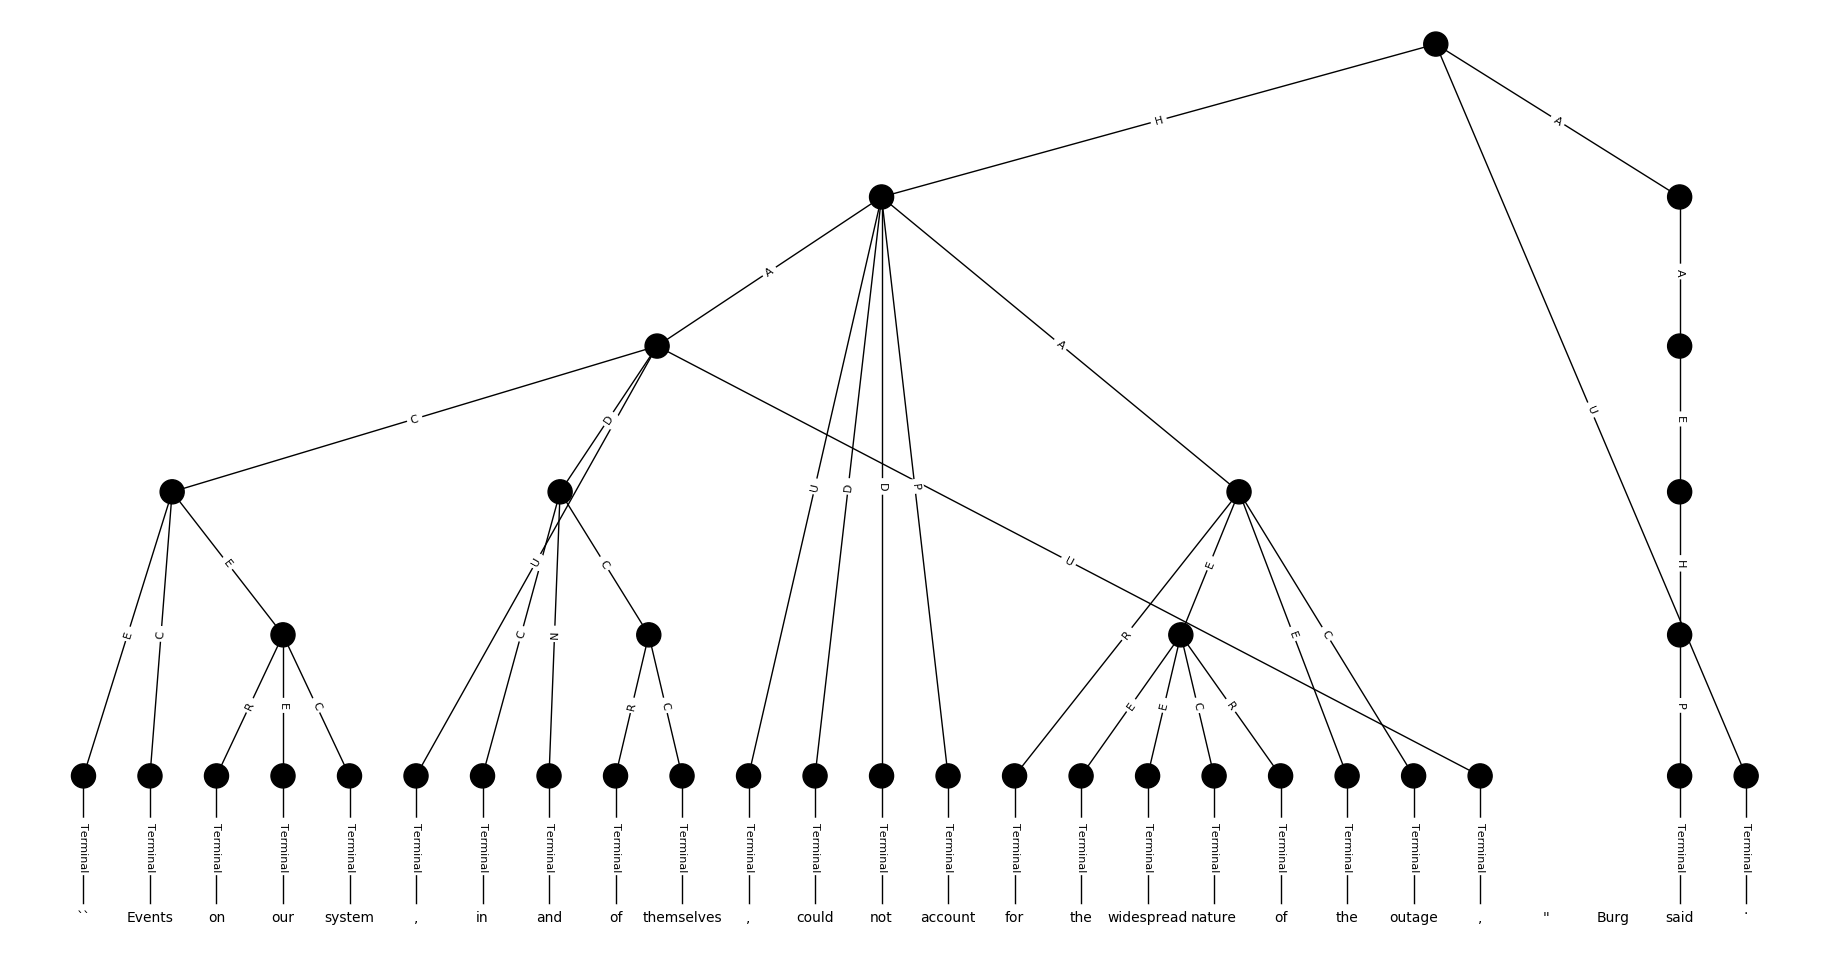 H A
A A
C D U D D P A U E
E C E U C N C U R E E C H
R E C R C E E C R P
Terminal Terminal Terminal Terminal Terminal Terminal Terminal Terminal Terminal Terminal Terminal Terminal Terminal Terminal Terminal Terminal Terminal Terminal Terminal Terminal Terminal Terminal Terminal Terminal
`` Events on our system , in and of themselves , could not account for the widespread nature of the outage , " Burg said .